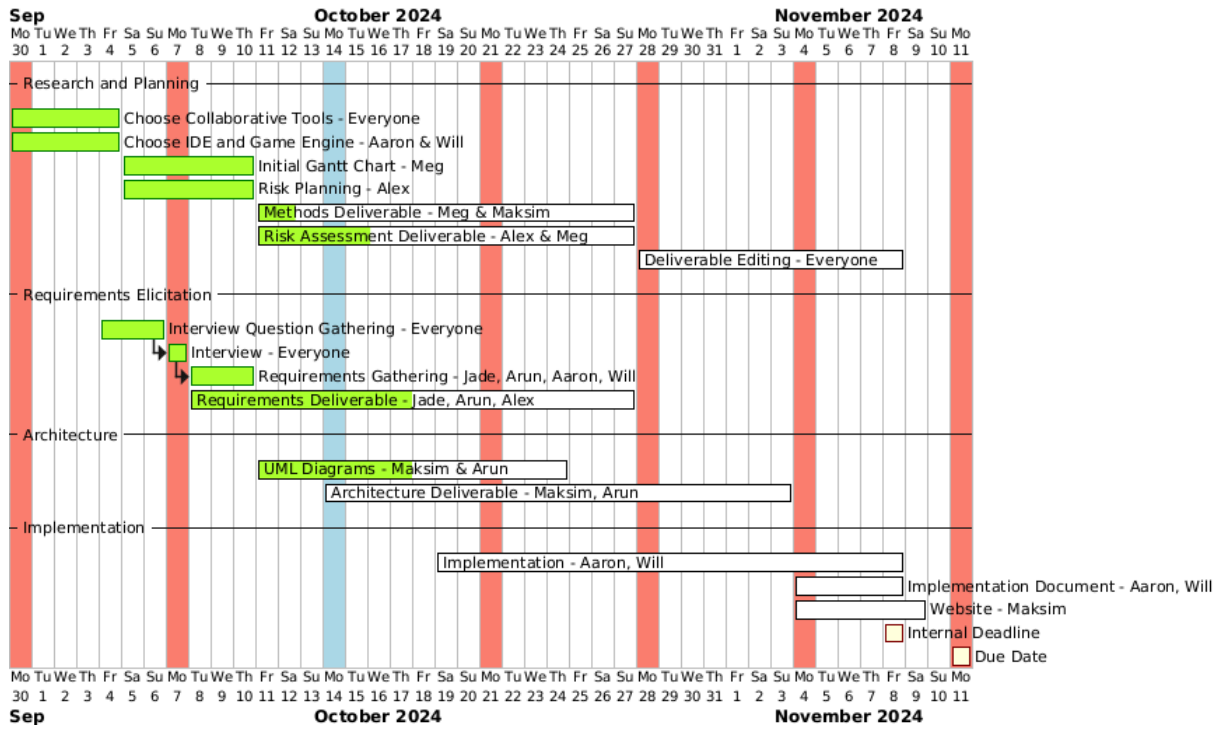 Sep October 2024 November 2024
Mo Tu We Th Fr Sa Su Mo Tu We Th Fr Sa Su Mo Tu We Th Fr Sa Su Mo Tu We Th Fr Sa Su Mo Tu We Th Fr Sa Su Mo Tu We Th Fr Sa Su Mo
30 1 2 3 4 5 6 7 8 9 10 11 12 13 14 15 16 17 18 19 20 21 22 23 24 25 26 27 28 29 30 31 1 2 3 4 5 6 7 8 9 10 11
Research and Planning
Choose Collaborative Tools - Everyone
Choose IDE and Game Engine - Aaron & Will
Initial Gantt Chart - Meg
Risk Planning - Alex
Methods Deliverable - Meg & Maksim
Risk Assessment Deliverable - Alex & Meg
Deliverable Editing - Everyone
Requirements Elicitation
Interview Question Gathering - Everyone
Interview - Everyone
Requirements Gathering - Jade, Arun, Aaron, Will
Requirements Deliverable - Jade, Arun, Alex
Architecture
UML Diagrams - Maksim & Arun
Architecture Deliverable - Maksim, Arun
Implementation
Implementation - Aaron, Will
Implementation Document - Aaron, Will
Website - Maksim
Internal Deadline
Due Date
Mo Tu We Th Fr Sa Su Mo Tu We Th Fr Sa Su Mo Tu We Th Fr Sa Su Mo Tu We Th Fr Sa Su Mo Tu We Th Fr Sa Su Mo Tu We Th Fr Sa Su Mo
30 1 2 3 4 5 6 7 8 9 10 11 12 13 14 15 16 17 18 19 20 21 22 23 24 25 26 27 28 29 30 31 1 2 3 4 5 6 7 8 9 10 11
Sep October 2024 November 2024